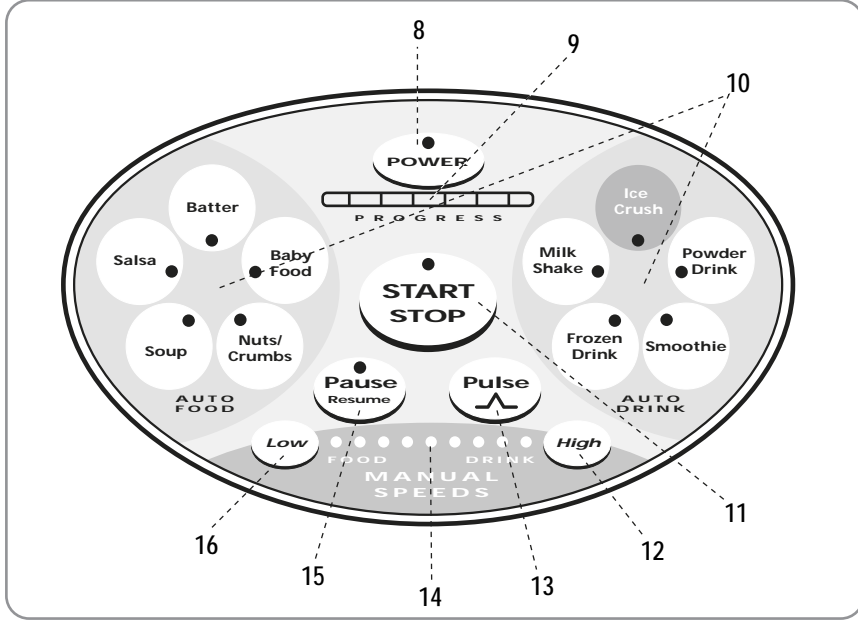 8
9
10
POWER
PROGRESS
Batter
Salsa
Baby
Food
Soup
Nuts/
Crumbs
AUTO
FOOD
START
STOP
Ice
Crush
Milk
Shake
Powder
Drink
Frozen
Drink
Smoothie
AUTO
DRINK
Pause
Resume
Pulse
Low
High
FOOD DRINK
MANUAL
SPEEDS
16
15
14
13
12
11